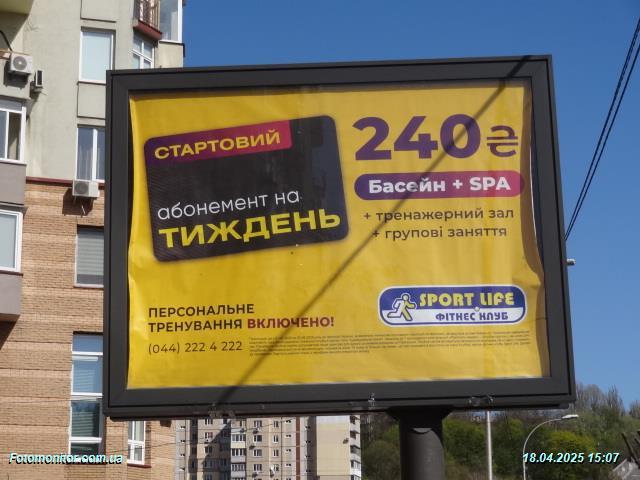 СТАРТОВИЙ
абонемент на
ТИЖДЕНЬ
240₴
Басейн + SPA
+ тренажерний зал
+ групові заняття
SPORT LIFE
ФІТНЕС КЛУБ
ПЕРСОНАЛЬНЕ
ТРЕНУВАННЯ ВКЛЮЧЕНО!
(044) 222 4 222
Fotomonitor.com.ua
18.04.2025 15:07